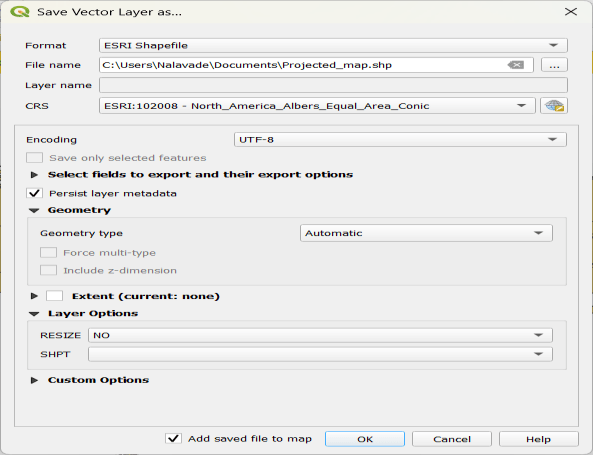 Save Vector Layer as...
Format ESRI Shapefile
File name C:\Users\Nalavade\Documents\Projected_map.shp ...
Layer name
CRS ESRI:102008 - North_America_Albers_Equal_Area_Conic
Encoding UTF-8
Save only selected features
Select fields to export and their export options
Persist layer metadata
Geometry
Geometry type Automatic
Force multi-type
Include z-dimension
Extent (current: none)
Layer Options
RESIZE NO
SHPT
Custom Options
Add saved file to map OK Cancel Help